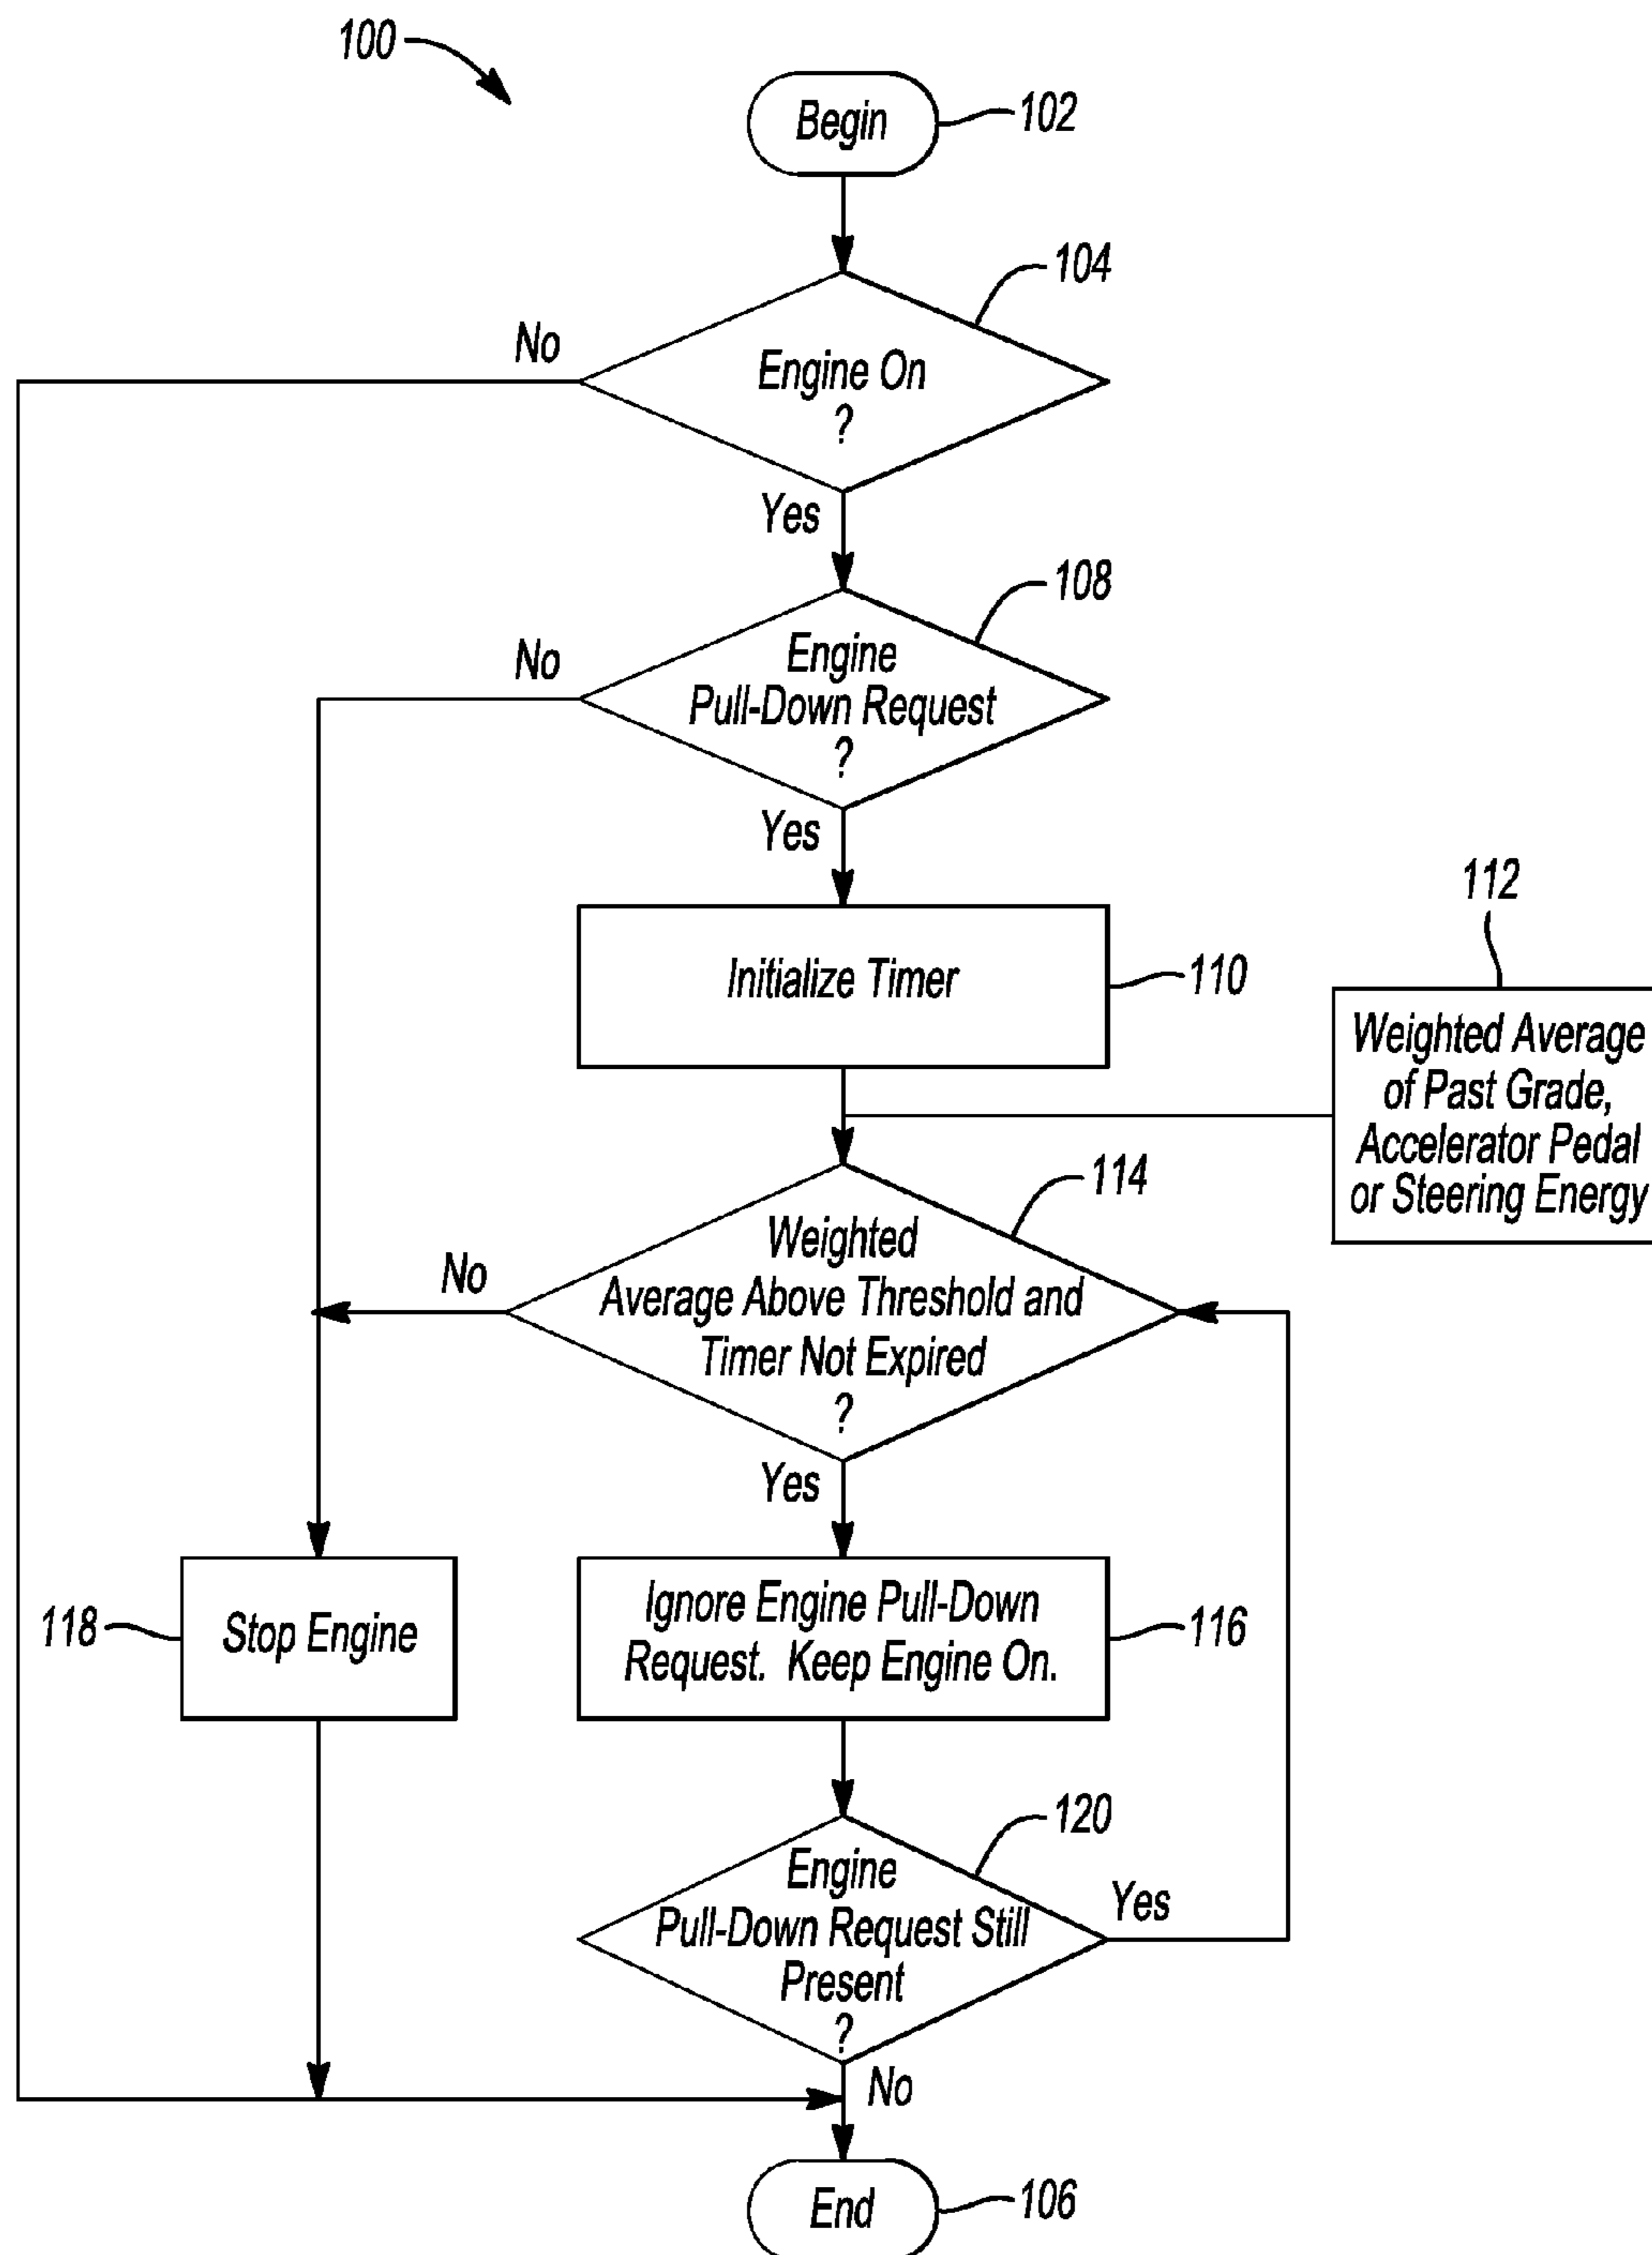 100
Begin
102
104
No
Engine On
?
Yes
108
No
Engine
Pull-Down Request
?
Yes
112
Initialize Timer
110
Weighted Average
of Past Grade,
Accelerator Pedal
or Steering Energy
114
No
Weighted
Average Above Threshold and
Timer Not Expired
?
Yes
118
Stop Engine
Ignore Engine Pull-Down
Request. Keep Engine On.
116
120
Engine
Pull-Down Request Still
Present
?
Yes
No
End
106